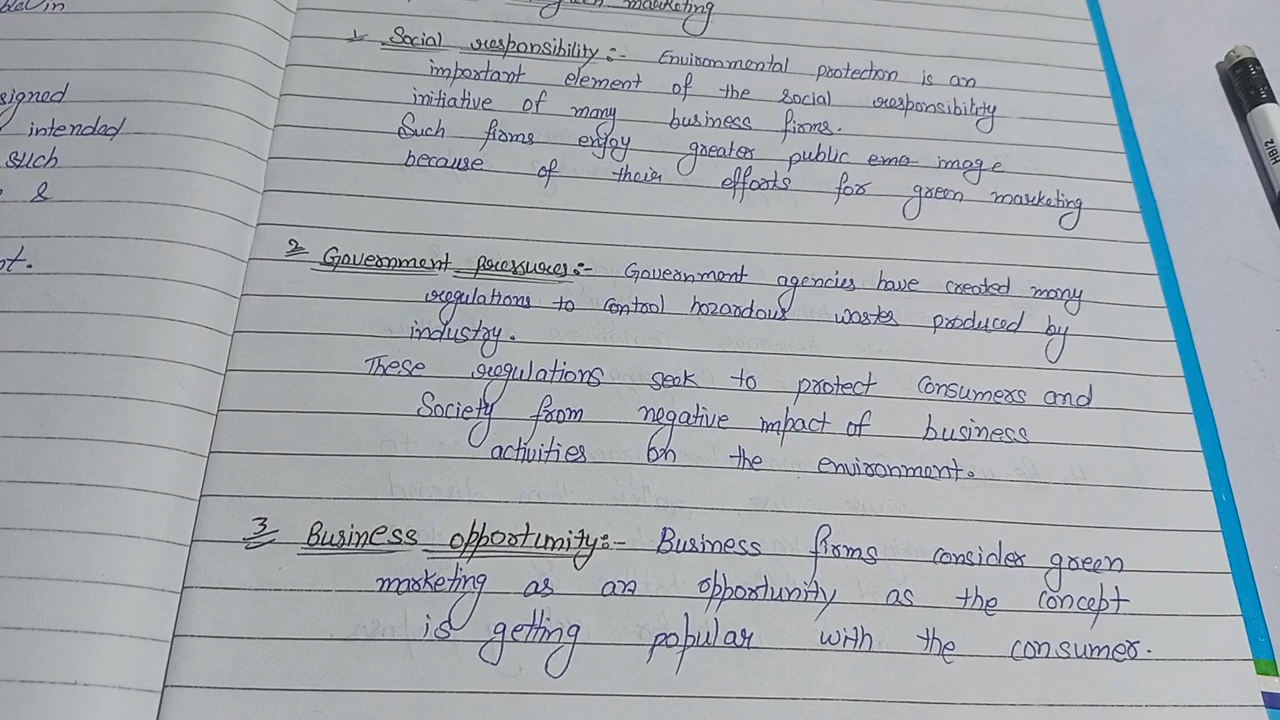 signed
intended
such
&
marketing
1 Social responsibility :- Environmental protection is an
important element of the social responsibility
initiative of many business firms.
Such firms enjoy greater public ema image
because of their efforts for green marketing
2 Government pressures :- Government agencies have created many
regulations to control hazardous wastes produced by
industry.
These regulations seek to protect consumers and
Society from negative impact of business
activities on the environment.
3 Business opportunity :- Business firms consider green
marketing as an opportunity as the concept
is getting popular with the consumer.
HB12